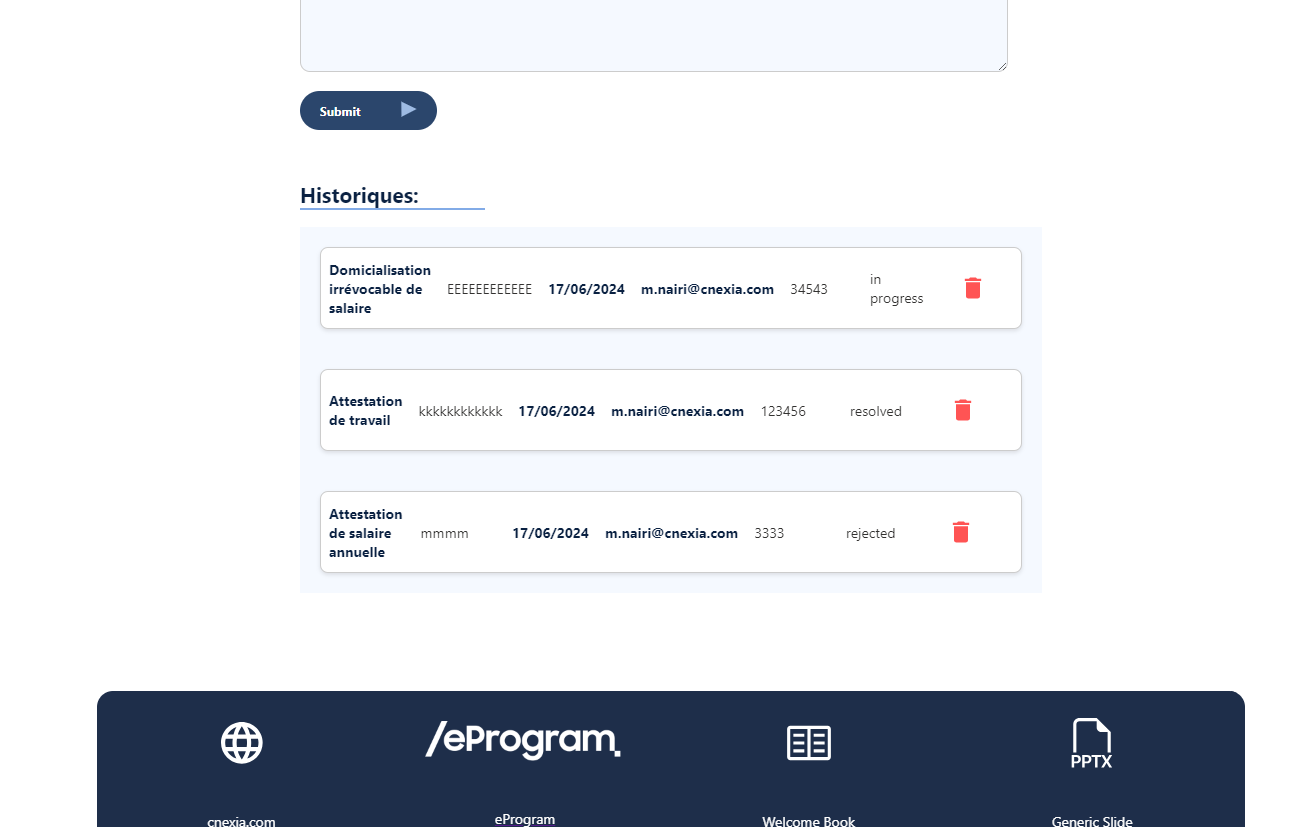 Submit
Historiques:
Domicialisation
irrévocable de
salaire
EEEEEEEEEEEE
17/06/2024
m.nairi@cnexia.com
34543
in
progress
Attestation
de travail
kkkkkkkkkkkk
17/06/2024
m.nairi@cnexia.com
123456
resolved
Attestation
de salaire
annuelle
mmmm
17/06/2024
m.nairi@cnexia.com
3333
rejected
/eProgram.
PPTX
cnexia.com
eProgram
Welcome Book
Generic Slide